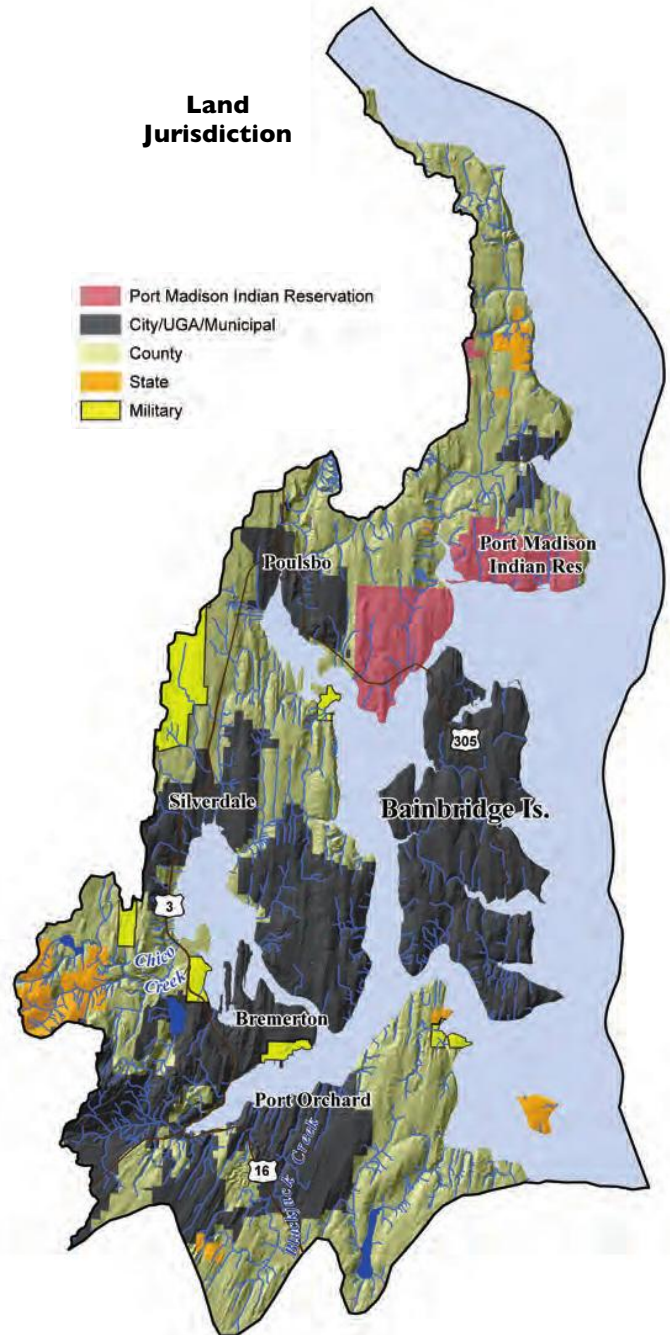 Land
Jurisdiction
Port Madison Indian Reservation
City/UGA/Municipal
County
State
Military
Poulsbo
Port Madison
Indian Res
305
Silverdale
Bainbridge Is.
3
Chico
Creek
Bremerton
Port Orchard
16
Blackjack Creek